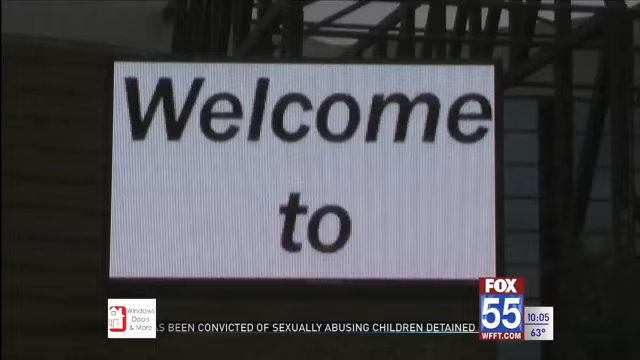 Welcome
to
FOX
55
WFFT.COM
10:05
63°
Windows
Doors
& More
AS BEEN CONVICTED OF SEXUALLY ABUSING CHILDREN DETAINED